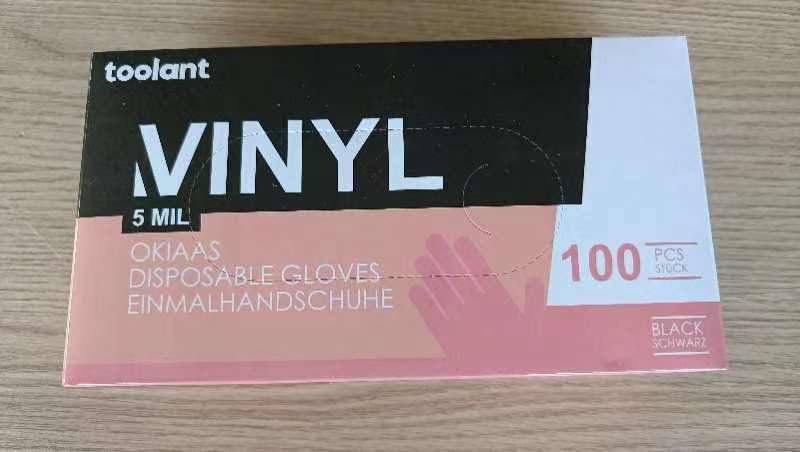 toolant
VINYL
5 MIL
OKIAAS
DISPOSABLE GLOVES
EINMALHANDSCHUHE
100 PCS
STÜCK
BLACK
SCHWARZ